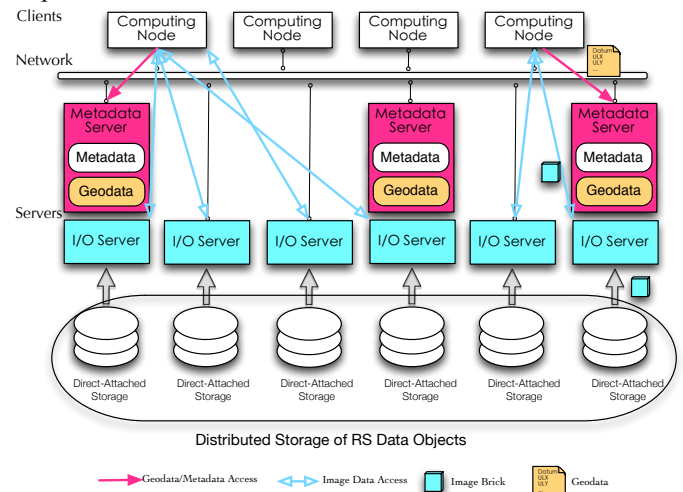 Clients
Computing
Node
Computing
Node
Computing
Node
Computing
Node
Network
Datum
ULX
ULY
...
Metadata
Server
Metadata
Geodata
Metadata
Server
Metadata
Geodata
Metadata
Server
Metadata
Geodata
Servers
I/O Server
I/O Server
I/O Server
I/O Server
I/O Server
I/O Server
Direct-Attached
Storage
Direct-Attached
Storage
Direct-Attached
Storage
Direct-Attached
Storage
Direct-Attached
Storage
Direct-Attached
Storage
Distributed Storage of RS Data Objects
Geodata/Metadata Access
Image Data Access
Image Brick
Datum
ULX
ULY
...
Geodata